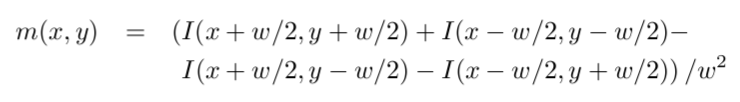 m(x, y) = (I(x + w/2, y + w/2) + I(x − w/2, y − w/2)−
I(x + w/2, y − w/2) − I(x − w/2, y + w/2)) /w²